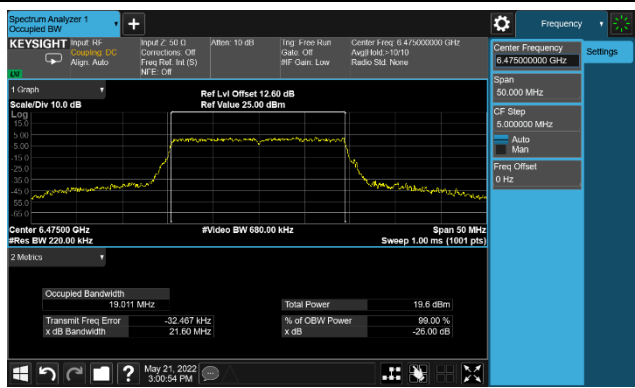 Spectrum Analyzer 1
Occupied BW
+
Frequency
KEYSIGHT Input: RF
Coupling: DC
Align: Auto
Input Z: 50 Ω
Corrections: Off
Freq Ref: Int (S)
NFE: Off
Atten: 10 dB
Trig: Free Run
Gate: Off
#IF Gain: Low
Center Freq: 6.475000000 GHz
Avg|Hold:>10/10
Radio Std: None
LXI
Center Frequency
6.475000000 GHz
Settings
Span
50.000 MHz
CF Step
5.000000 MHz
Auto
Man
Freq Offset
0 Hz
1 Graph
Scale/Div 10.0 dB
Ref Lvl Offset 12.60 dB
Ref Value 25.00 dBm
Log
15.0
5.00
-5.00
-15.0
-25.0
-35.0
-45.0
-55.0
-65.0
Center 6.47500 GHz
#Res BW 220.00 kHz
#Video BW 680.00 kHz
Span 50 MHz
Sweep 1.00 ms (1001 pts)
2 Metrics
Occupied Bandwidth
19.011 MHz
Total Power 19.6 dBm
Transmit Freq Error -32.467 kHz
% of OBW Power 99.00 %
x dB Bandwidth 21.60 MHz
x dB -26.00 dB
?
May 21, 2022
3:00:54 PM